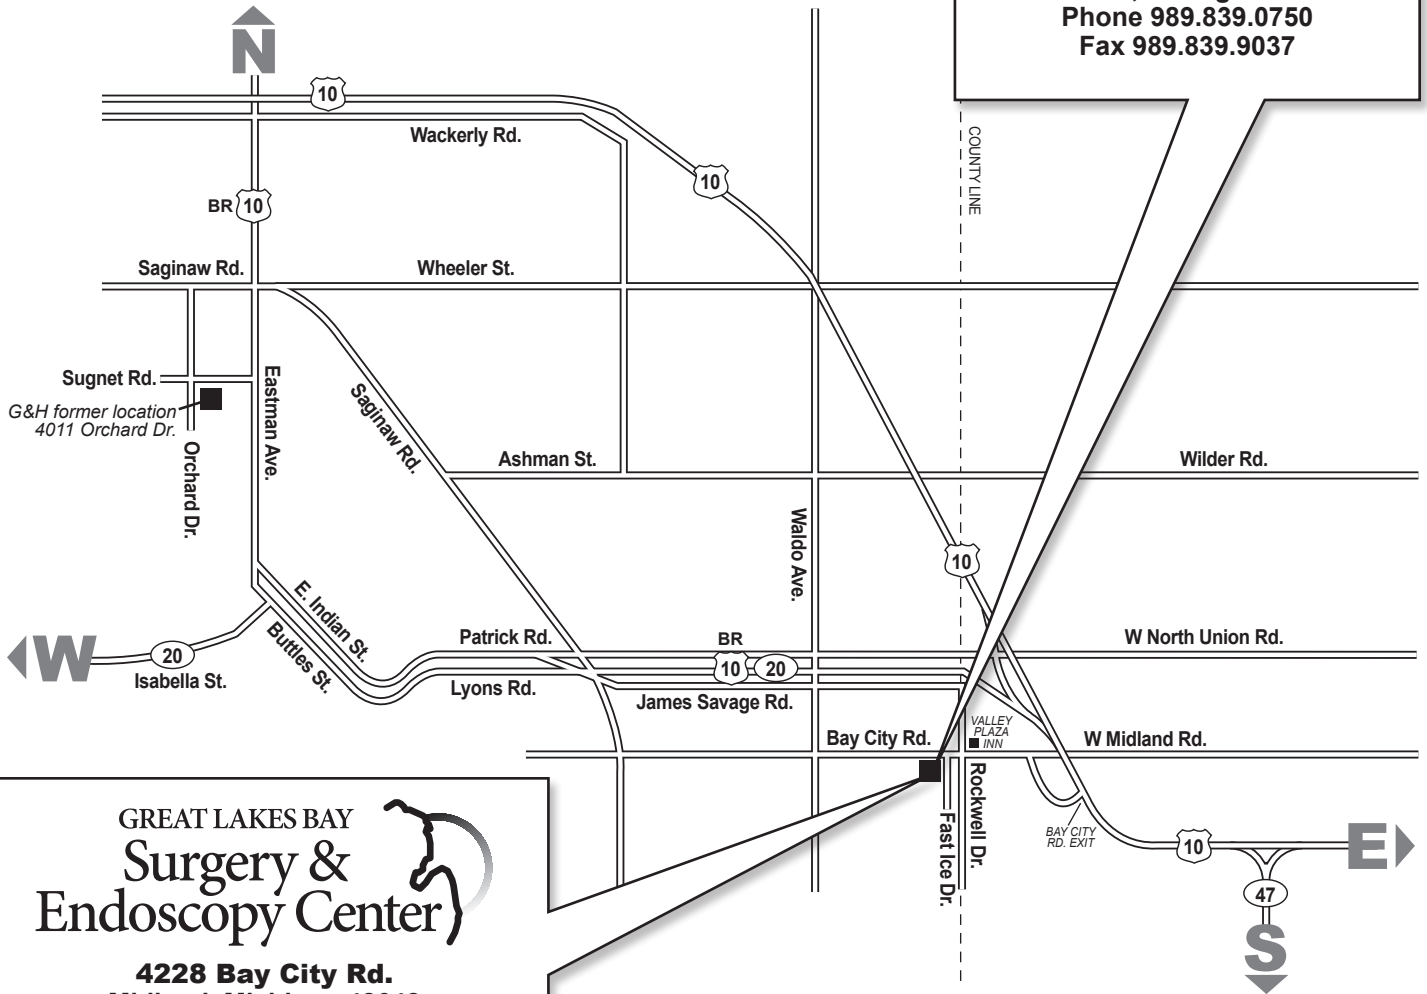 Phone 989.839.0750
Fax 989.839.9037
N
10
Wackerly Rd.
10
COUNTY LINE
BR 10
Saginaw Rd.
Wheeler St.
Sugnet Rd.
G&H former location
4011 Orchard Dr.
Orchard Dr.
Eastman Ave.
Saginaw Rd.
Ashman St.
Wilder Rd.
Waldo Ave.
10
E. Indian St.
Buttles St.
W
20
Isabella St.
Patrick Rd.
Lyons Rd.
BR
10 20
W North Union Rd.
James Savage Rd.
Bay City Rd.
VALLEY
PLAZA
INN
W Midland Rd.
Rockwell Dr.
Fast Ice Dr.
BAY CITY
RD. EXIT
10
E
47
S
GREAT LAKES BAY
Surgery &
Endoscopy Center
4228 Bay City Rd.